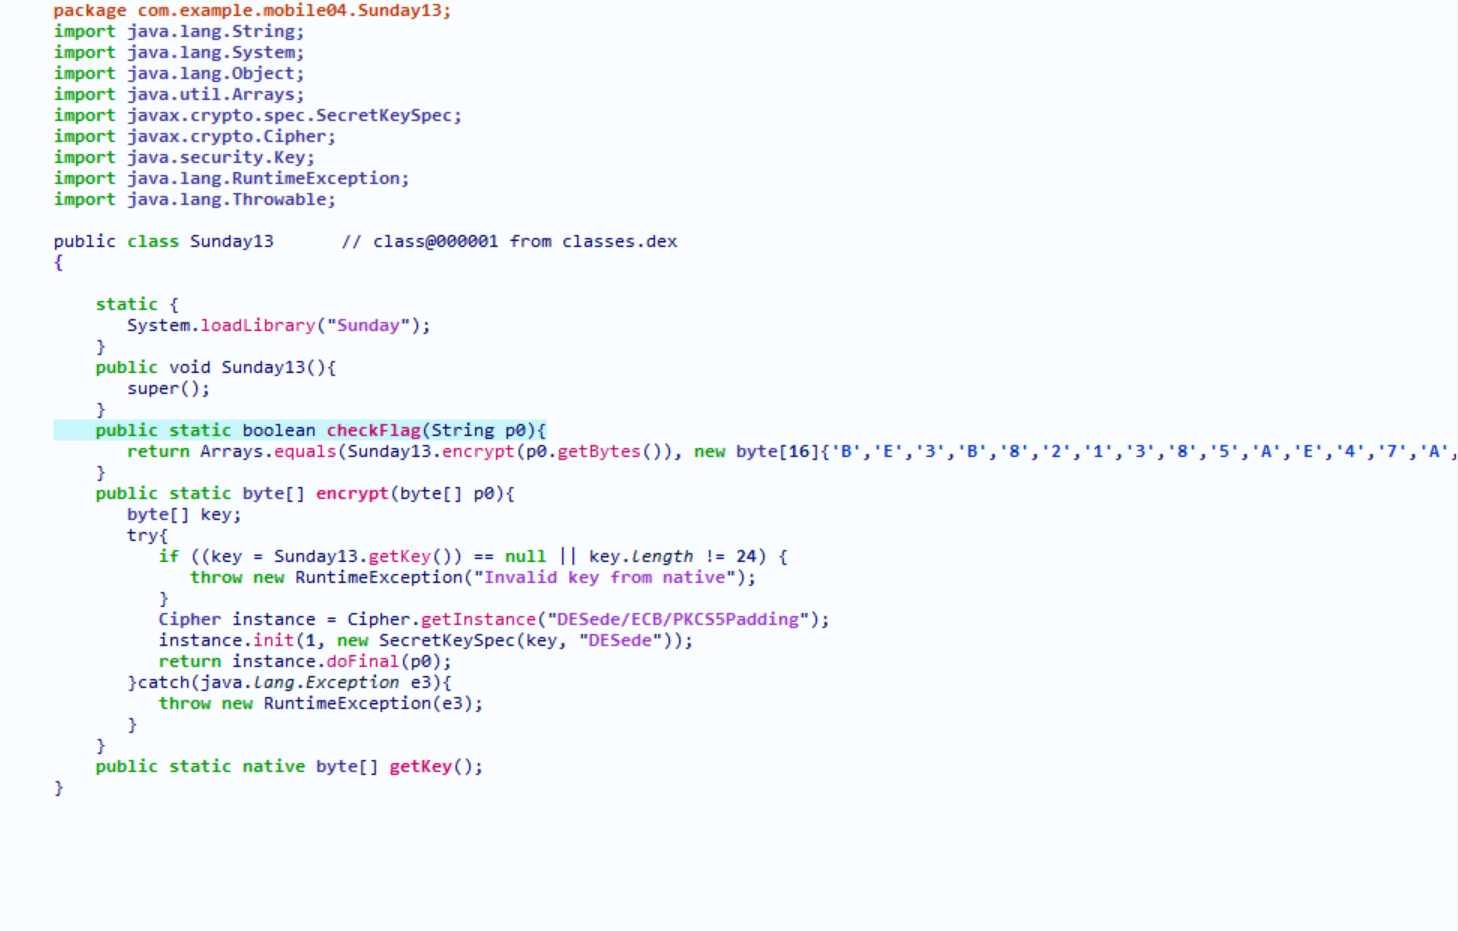 package com.example.mobile04.Sunday13;
import java.lang.String;
import java.lang.System;
import java.lang.Object;
import java.util.Arrays;
import javax.crypto.spec.SecretKeySpec;
import javax.crypto.Cipher;
import java.security.Key;
import java.lang.RuntimeException;
import java.lang.Throwable;
public class Sunday13 // class@000001 from classes.dex
{
static {
System.loadLibrary("Sunday");
}
public void Sunday13(){
super();
}
public static boolean checkFlag(String p0){
return Arrays.equals(Sunday13.encrypt(p0.getBytes()), new byte[16]{'B','E','3','B','8','2','1','3','8','5','A','E','4','7','A',
}
public static byte[] encrypt(byte[] p0){
byte[] key;
try{
if ((key = Sunday13.getKey()) == null || key.length != 24) {
throw new RuntimeException("Invalid key from native");
}
Cipher instance = Cipher.getInstance("DESede/ECB/PKCS5Padding");
instance.init(1, new SecretKeySpec(key, "DESede"));
return instance.doFinal(p0);
}catch(java.lang.Exception e3){
throw new RuntimeException(e3);
}
}
public static native byte[] getKey();
}